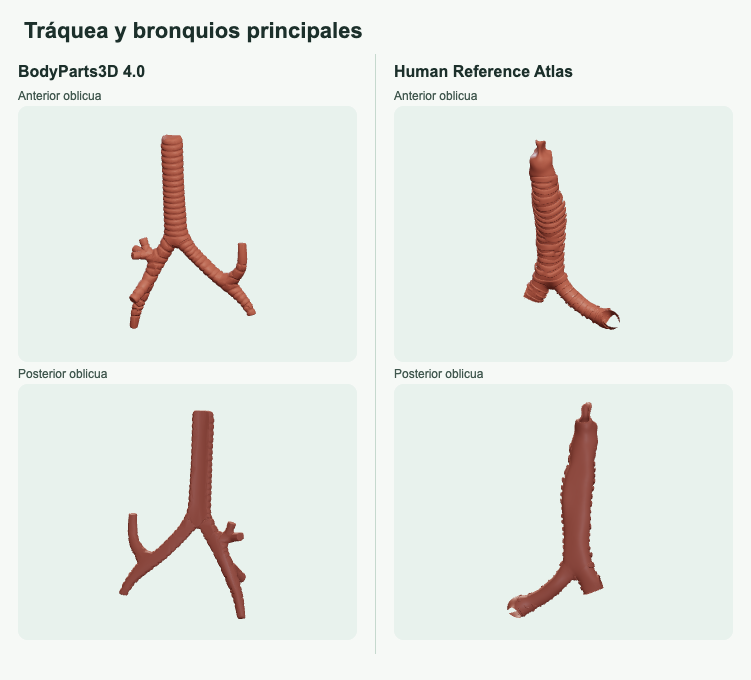 Tráquea y bronquios principales
BodyParts3D 4.0
Anterior oblicua
Posterior oblicua
Human Reference Atlas
Anterior oblicua
Posterior oblicua